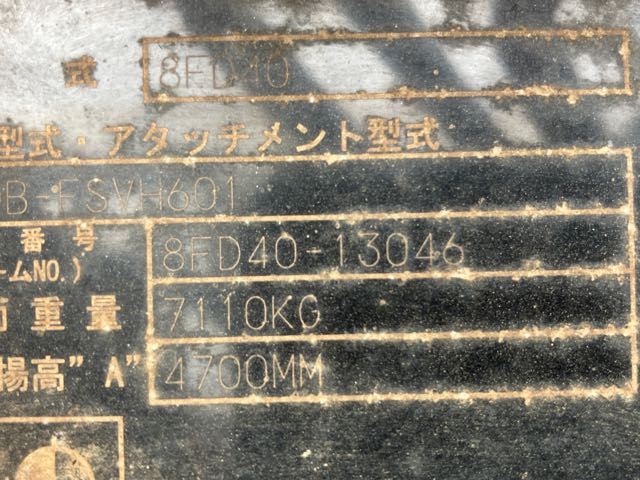 式 8FD40
型式・アタッチメント型式
B-FSVH601
番号 8FD40-13046
ームNO.)
重量 7110KG
揚高"A" 4700MM